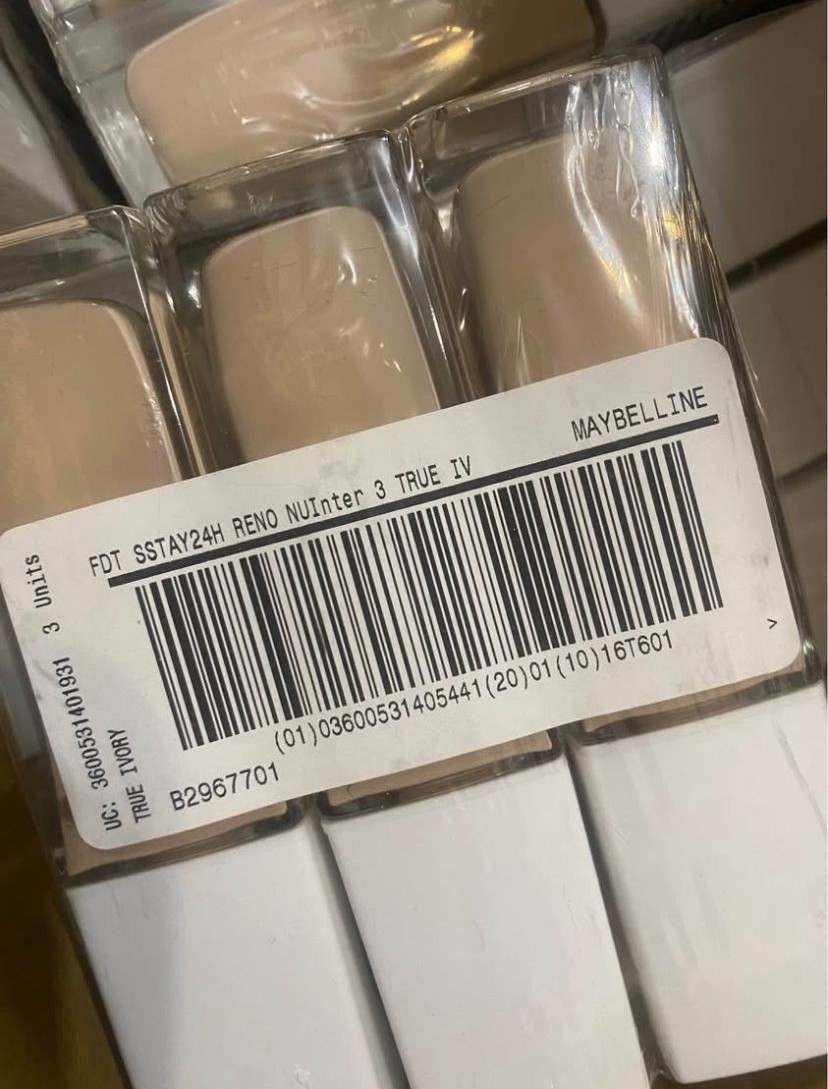 MAYBELLINE
FDT SSTAY24H RENO NUInter 3 TRUE IV
(01)03600531405441(20)01(10)16T601
>
B2967701
UC: 3600531401931 3 Units
TRUE IVORY